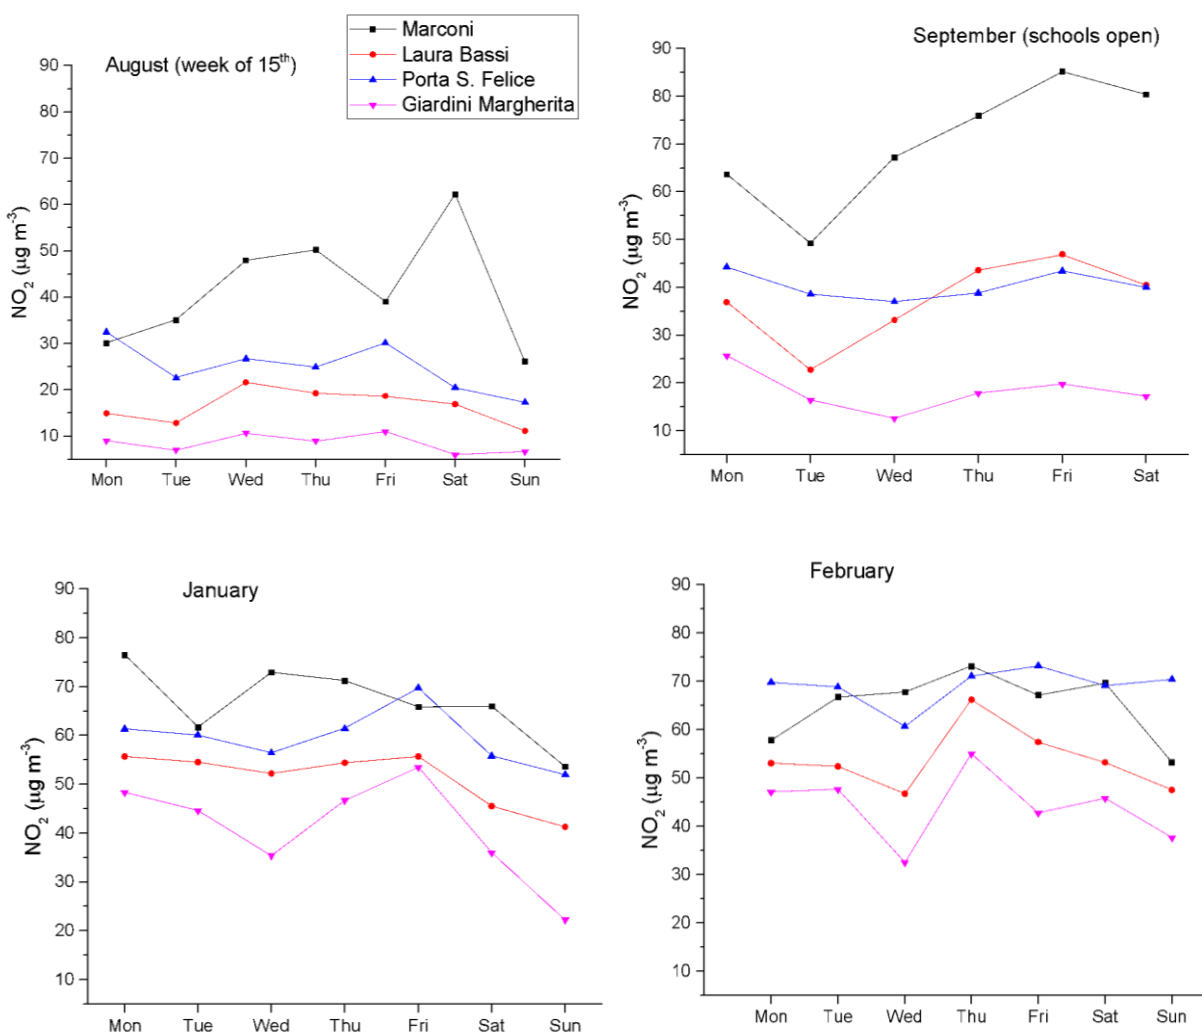 August (week of 15th)
Marconi
Laura Bassi
Porta S. Felice
Giardini Margherita
NO2 (µg m-3)
90
80
70
60
50
40
30
20
10
Mon Tue Wed Thu Fri Sat Sun
September (schools open)
NO2 (µg m-3)
90
80
70
60
50
40
30
20
10
Mon Tue Wed Thu Fri Sat
January
NO2 (µg m-3)
90
80
70
60
50
40
30
20
10
Mon Tue Wed Thu Fri Sat Sun
February
NO2 (µg m-3)
90
80
70
60
50
40
30
20
10
Mon Tue Wed Thu Fri Sat Sun